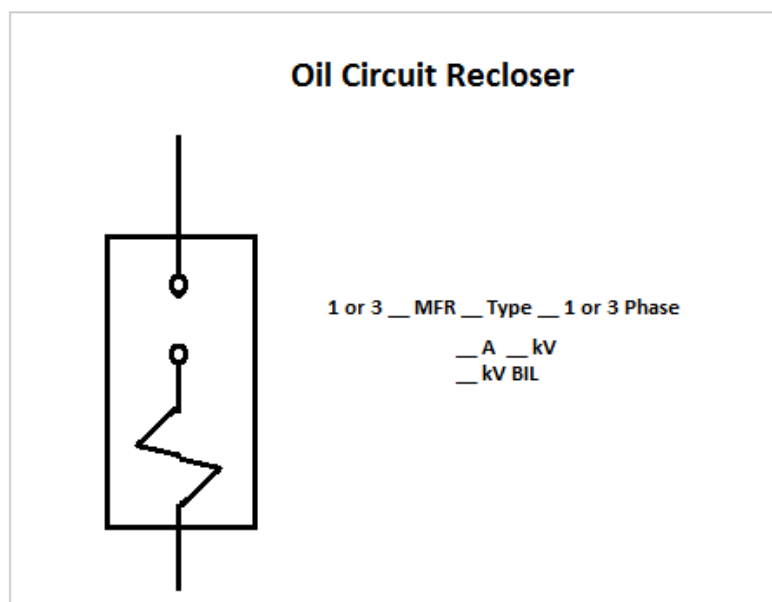 Oil Circuit Recloser
1 or 3 __ MFR __ Type __ 1 or 3 Phase
__ A __ kV
__ kV BIL